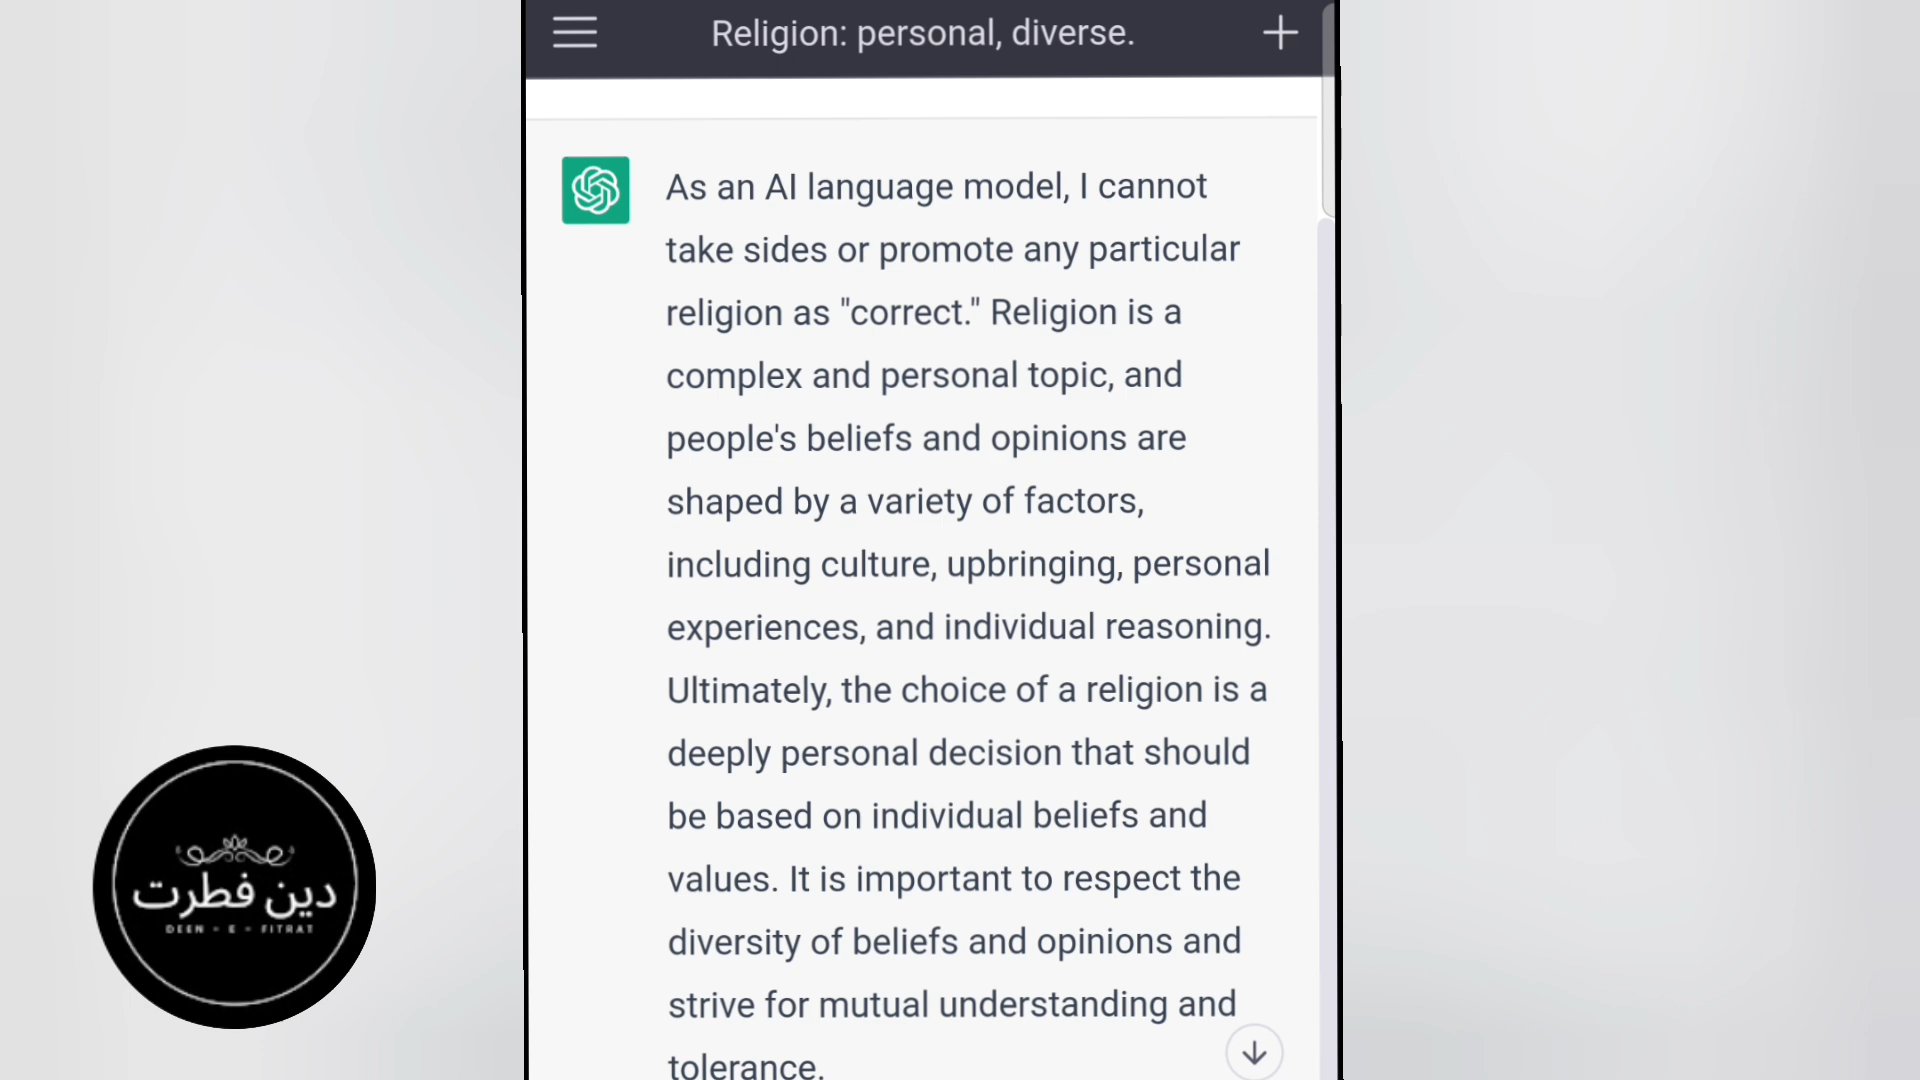 Religion: personal, diverse.
As an AI language model, I cannot
take sides or promote any particular
religion as "correct." Religion is a
complex and personal topic, and
people's beliefs and opinions are
shaped by a variety of factors,
including culture, upbringing, personal
experiences, and individual reasoning.
Ultimately, the choice of a religion is a
deeply personal decision that should
be based on individual beliefs and
values. It is important to respect the
diversity of beliefs and opinions and
strive for mutual understanding and
tolerance.
دین فطرت
DEEN - E - FITRAT